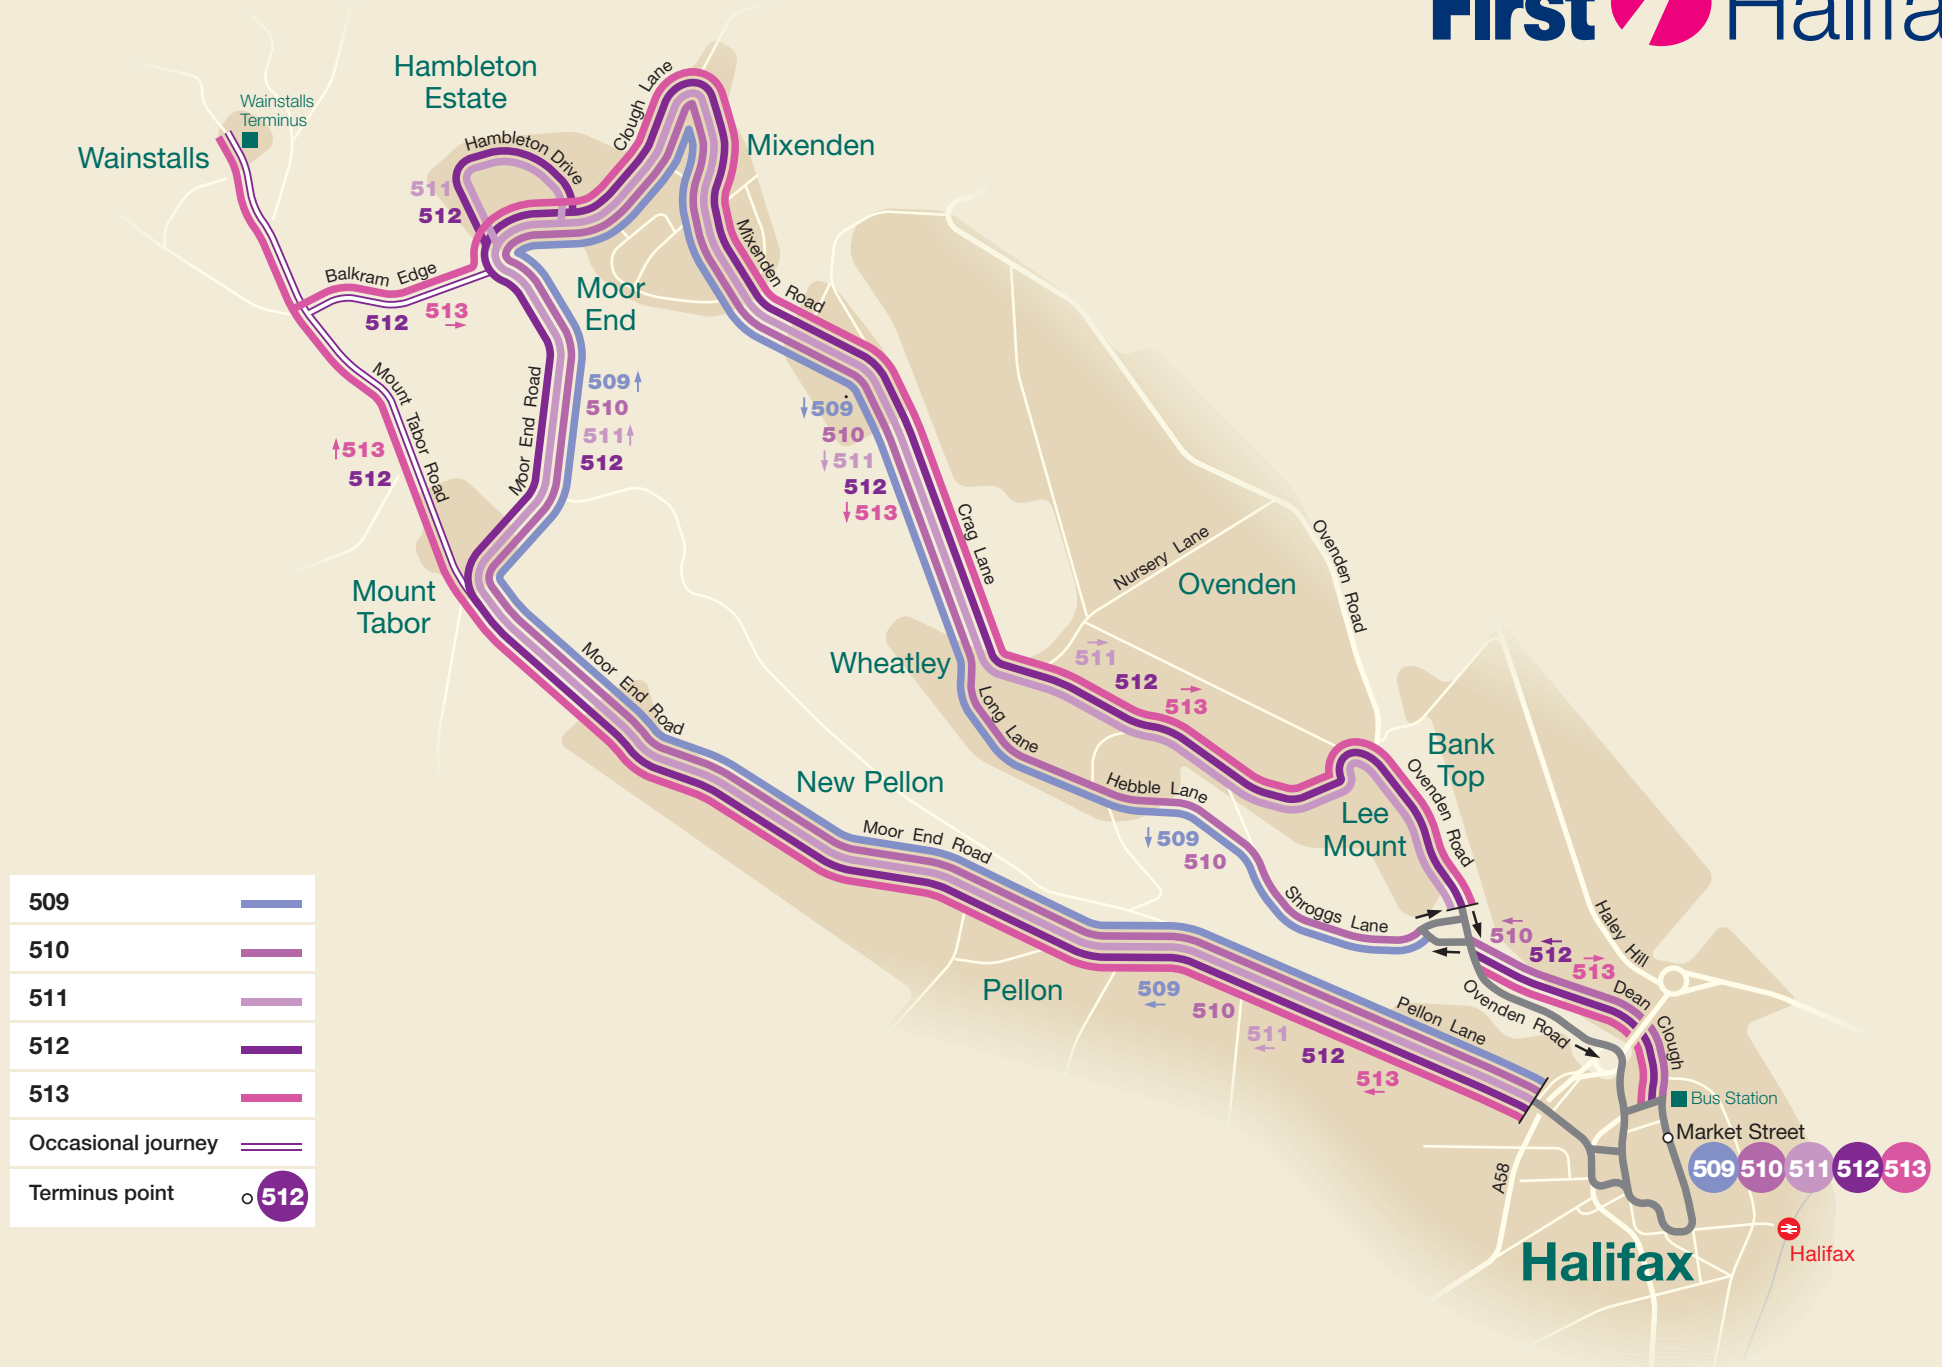 First Halifa
Hambleton
Estate
Clough Lane
Wainstalls
Terminus
Wainstalls
Hambleton Drive
Mixenden
511
512
Mixenden Road
Balkram Edge
512
513
Moor
End
Mount Tabor Road
Moor End Road
509
510
511
512
509
510
511
512
513
513
512
Crag Lane
Nursery Lane
Ovenden
Ovenden Road
Mount
Tabor
Moor End Road
Wheatley
511
512
513
Long Lane
Bank
Top
New Pellon
Hebble Lane
Ovenden Road
Lee
Mount
Moor End Road
509
510
Shroggs Lane
Haley Hill
509
510
511
512
513
Occasional journey
Terminus point
512
510
512
513
Dean Clough
Pellon
509
510
511
512
513
Pellon Lane
Ovenden Road
Bus Station
Market Street
509 510 511 512 513
A58
Halifax
Halifax